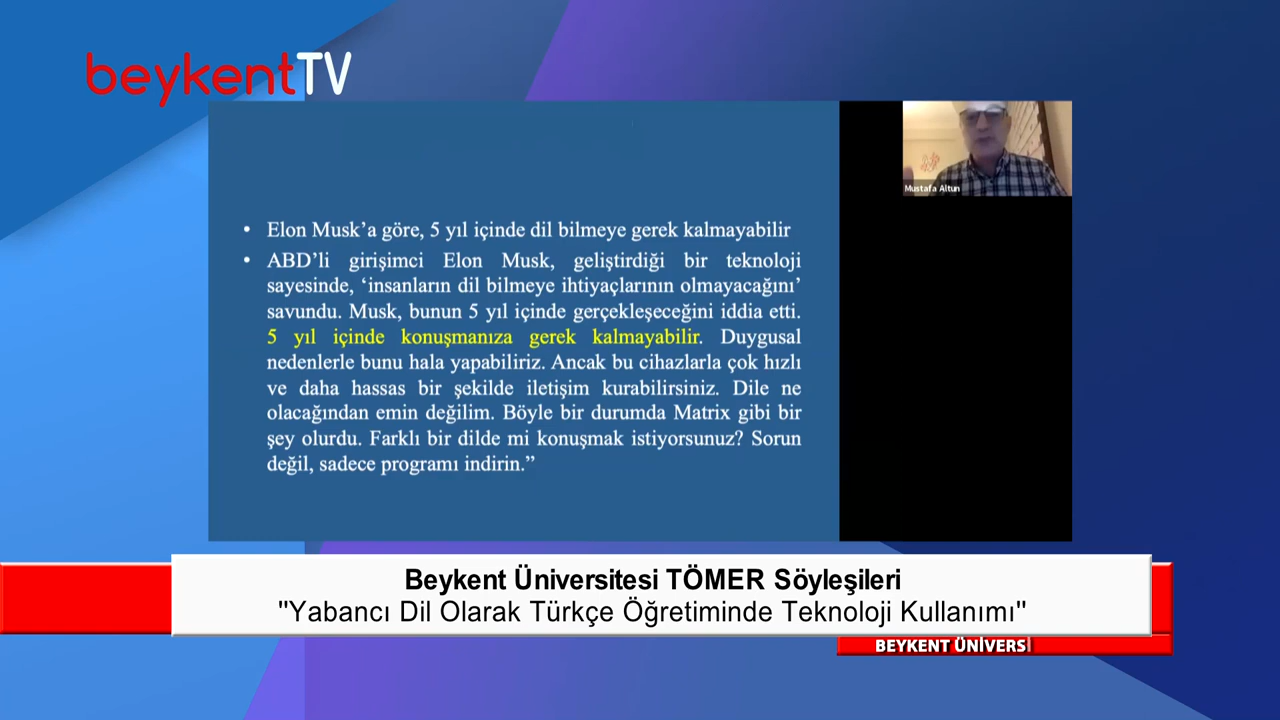 beykentTV
Mustafa Altun
• Elon Musk’a göre, 5 yıl içinde dil bilmeye gerek kalmayabilir
• ABD’li girişimci Elon Musk, geliştirdiği bir teknoloji
sayesinde, ‘insanların dil bilmeye ihtiyaçlarının olmayacağını’
savundu. Musk, bunun 5 yıl içinde gerçekleşeceğini iddia etti.
5 yıl içinde konuşmanıza gerek kalmayabilir. Duygusal
nedenlerle bunu hala yapabiliriz. Ancak bu cihazlarla çok hızlı
ve daha hassas bir şekilde iletişim kurabilirsiniz. Dile ne
olacağından emin değilim. Böyle bir durumda Matrix gibi bir
şey olurdu. Farklı bir dilde mi konuşmak istiyorsunuz? Sorun
değil, sadece programı indirin.”
Beykent Üniversitesi TÖMER Söyleşileri
"Yabancı Dil Olarak Türkçe Öğretiminde Teknoloji Kullanımı"
BEYKENT ÜNİVERSİ